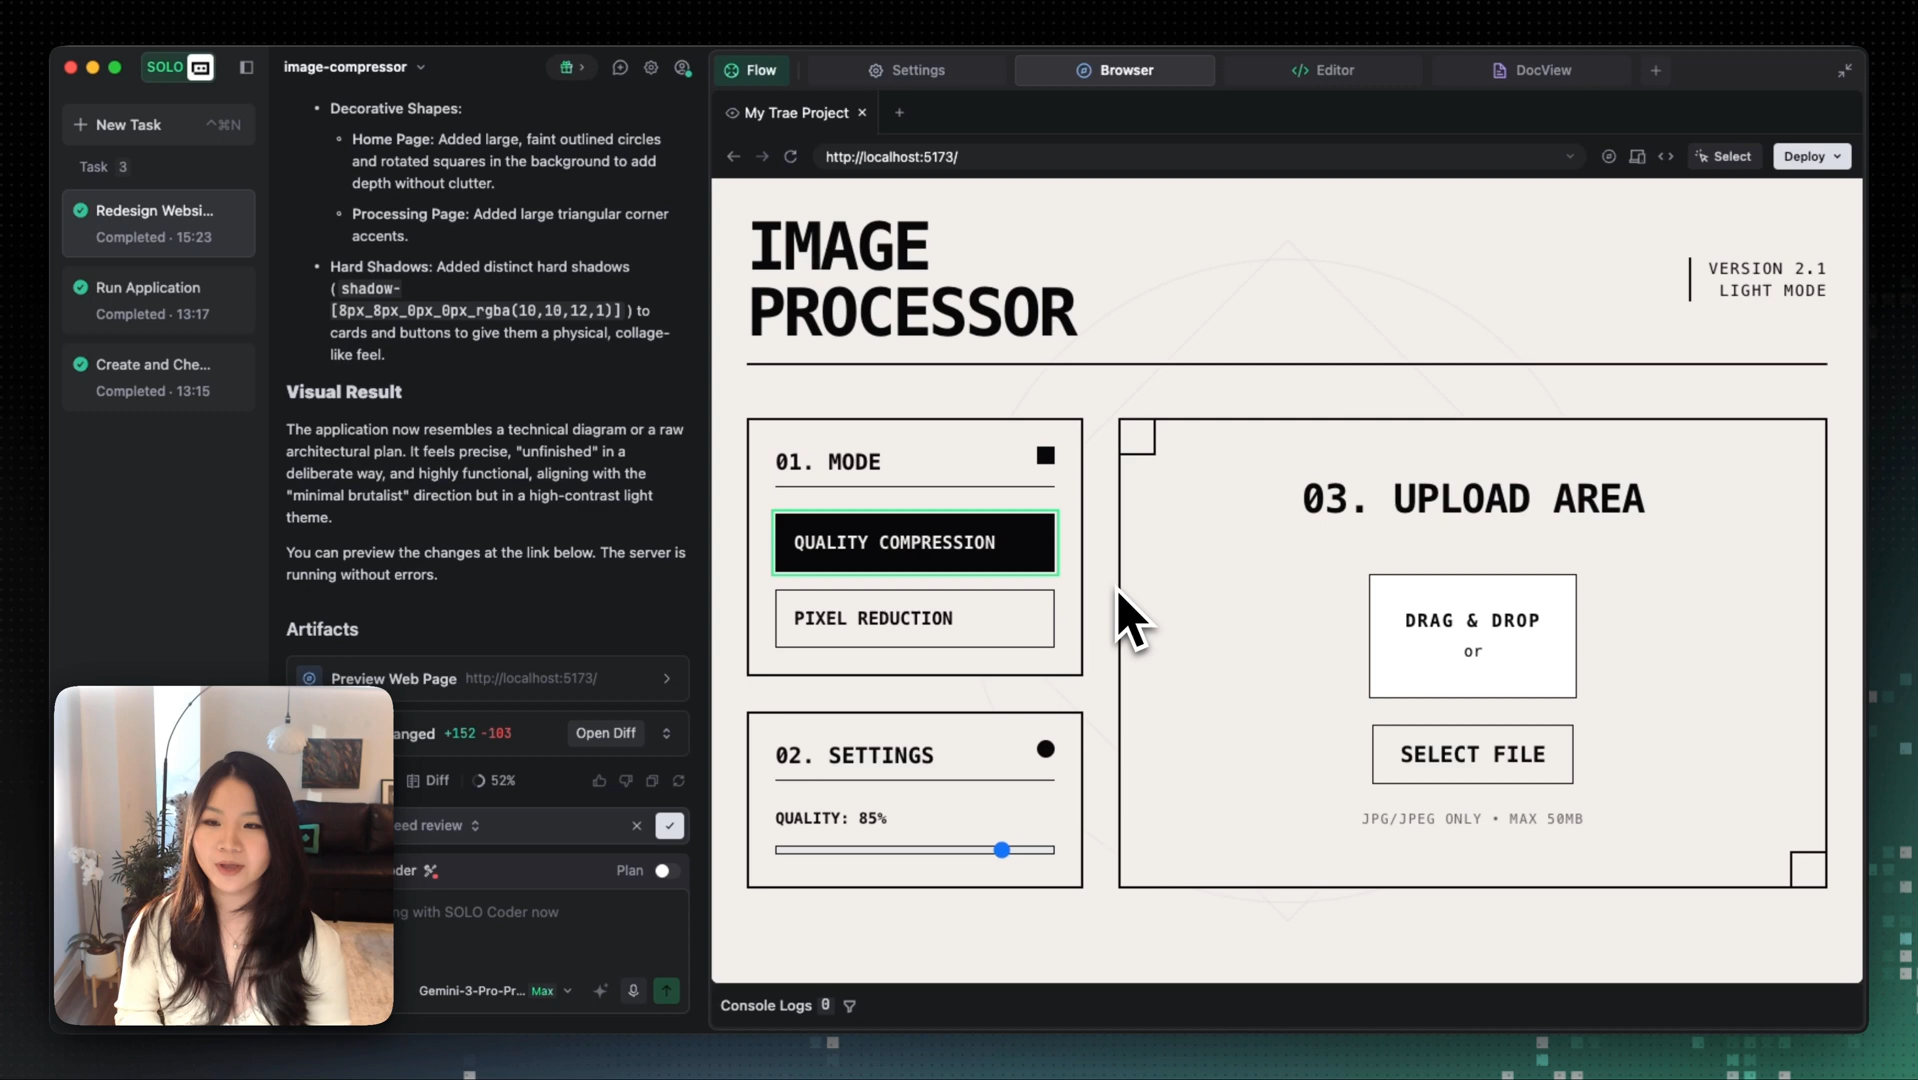 SOLO
image-compressor
New Task
^⌘N
Task 3
Redesign Websi...
Completed · 15:23
Run Application
Completed · 13:17
Create and Che...
Completed · 13:15
• Decorative Shapes:
Home Page: Added large, faint outlined circles
and rotated squares in the background to add
depth without clutter.
Processing Page: Added large triangular corner
accents.
• Hard Shadows: Added distinct hard shadows
( shadow-
[8px_8px_0px_0px_rgba(10,10,12,1)] ) to
cards and buttons to give them a physical, collage-
like feel.
Visual Result
The application now resembles a technical diagram or a raw
architectural plan. It feels precise, "unfinished" in a
deliberate way, and highly functional, aligning with the
"minimal brutalist" direction but in a high-contrast light
theme.
You can preview the changes at the link below. The server is
running without errors.
Artifacts
Preview Web Page http://localhost:5173/
anged +152 -103
Open Diff
Diff
52%
eed review
der
Plan
ng with SOLO Coder now
Gemini-3-Pro-Pr... Max
Flow
Settings
Browser
Editor
DocView
My Trae Project
http://localhost:5173/
Select
Deploy
IMAGE
PROCESSOR
VERSION 2.1
LIGHT MODE
01. MODE
QUALITY COMPRESSION
PIXEL REDUCTION
02. SETTINGS
QUALITY: 85%
03. UPLOAD AREA
DRAG & DROP
or
SELECT FILE
JPG/JPEG ONLY • MAX 50MB
Console Logs 0